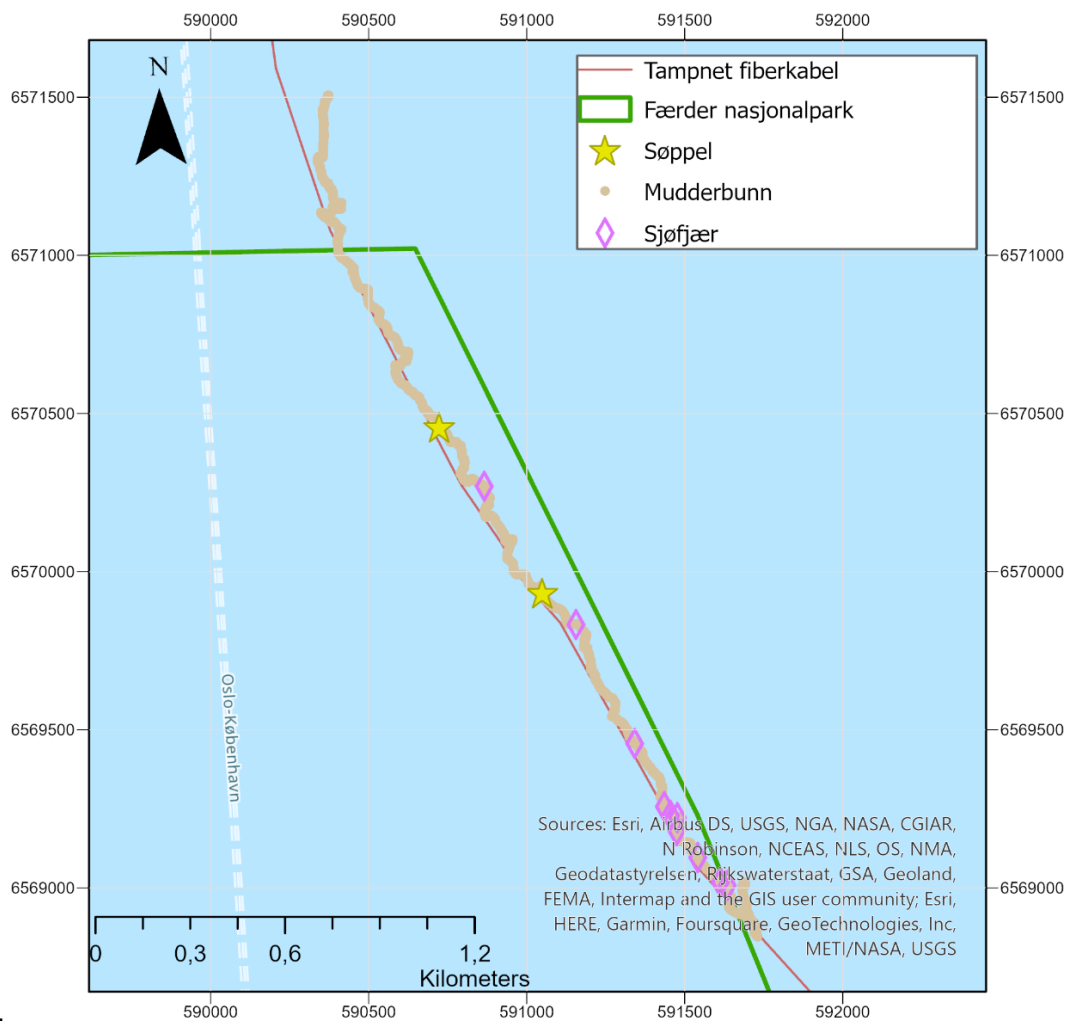 590000 590500 591000 591500 592000
N
Tampnet fiberkabel
Færder nasjonalpark
Søppel
Mudderbunn
Sjøfjær
6571500 6571500
6571000 6571000
6570500 6570500
6570000 6570000
6569500 6569500
6569000 6569000
Oslo-København
Sources: Esri, Airbus DS, USGS, NGA, NASA, CGIAR,
N Robinson, NCEAS, NLS, OS, NMA,
Geodatastyrelsen, Rijkswaterstaat, GSA, Geoland,
FEMA, Intermap and the GIS user community; Esri,
HERE, Garmin, Foursquare, GeoTechnologies, Inc,
METI/NASA, USGS
0 0,3 0,6 1,2
Kilometers
590000 590500 591000 591500 592000